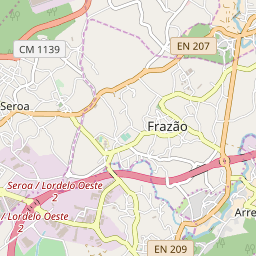 CM 1139
EN 207
Seroa
Frazão
Seroa / Lordelo Oeste
2
a / Lordelo Oeste
2
Arre
EN 209